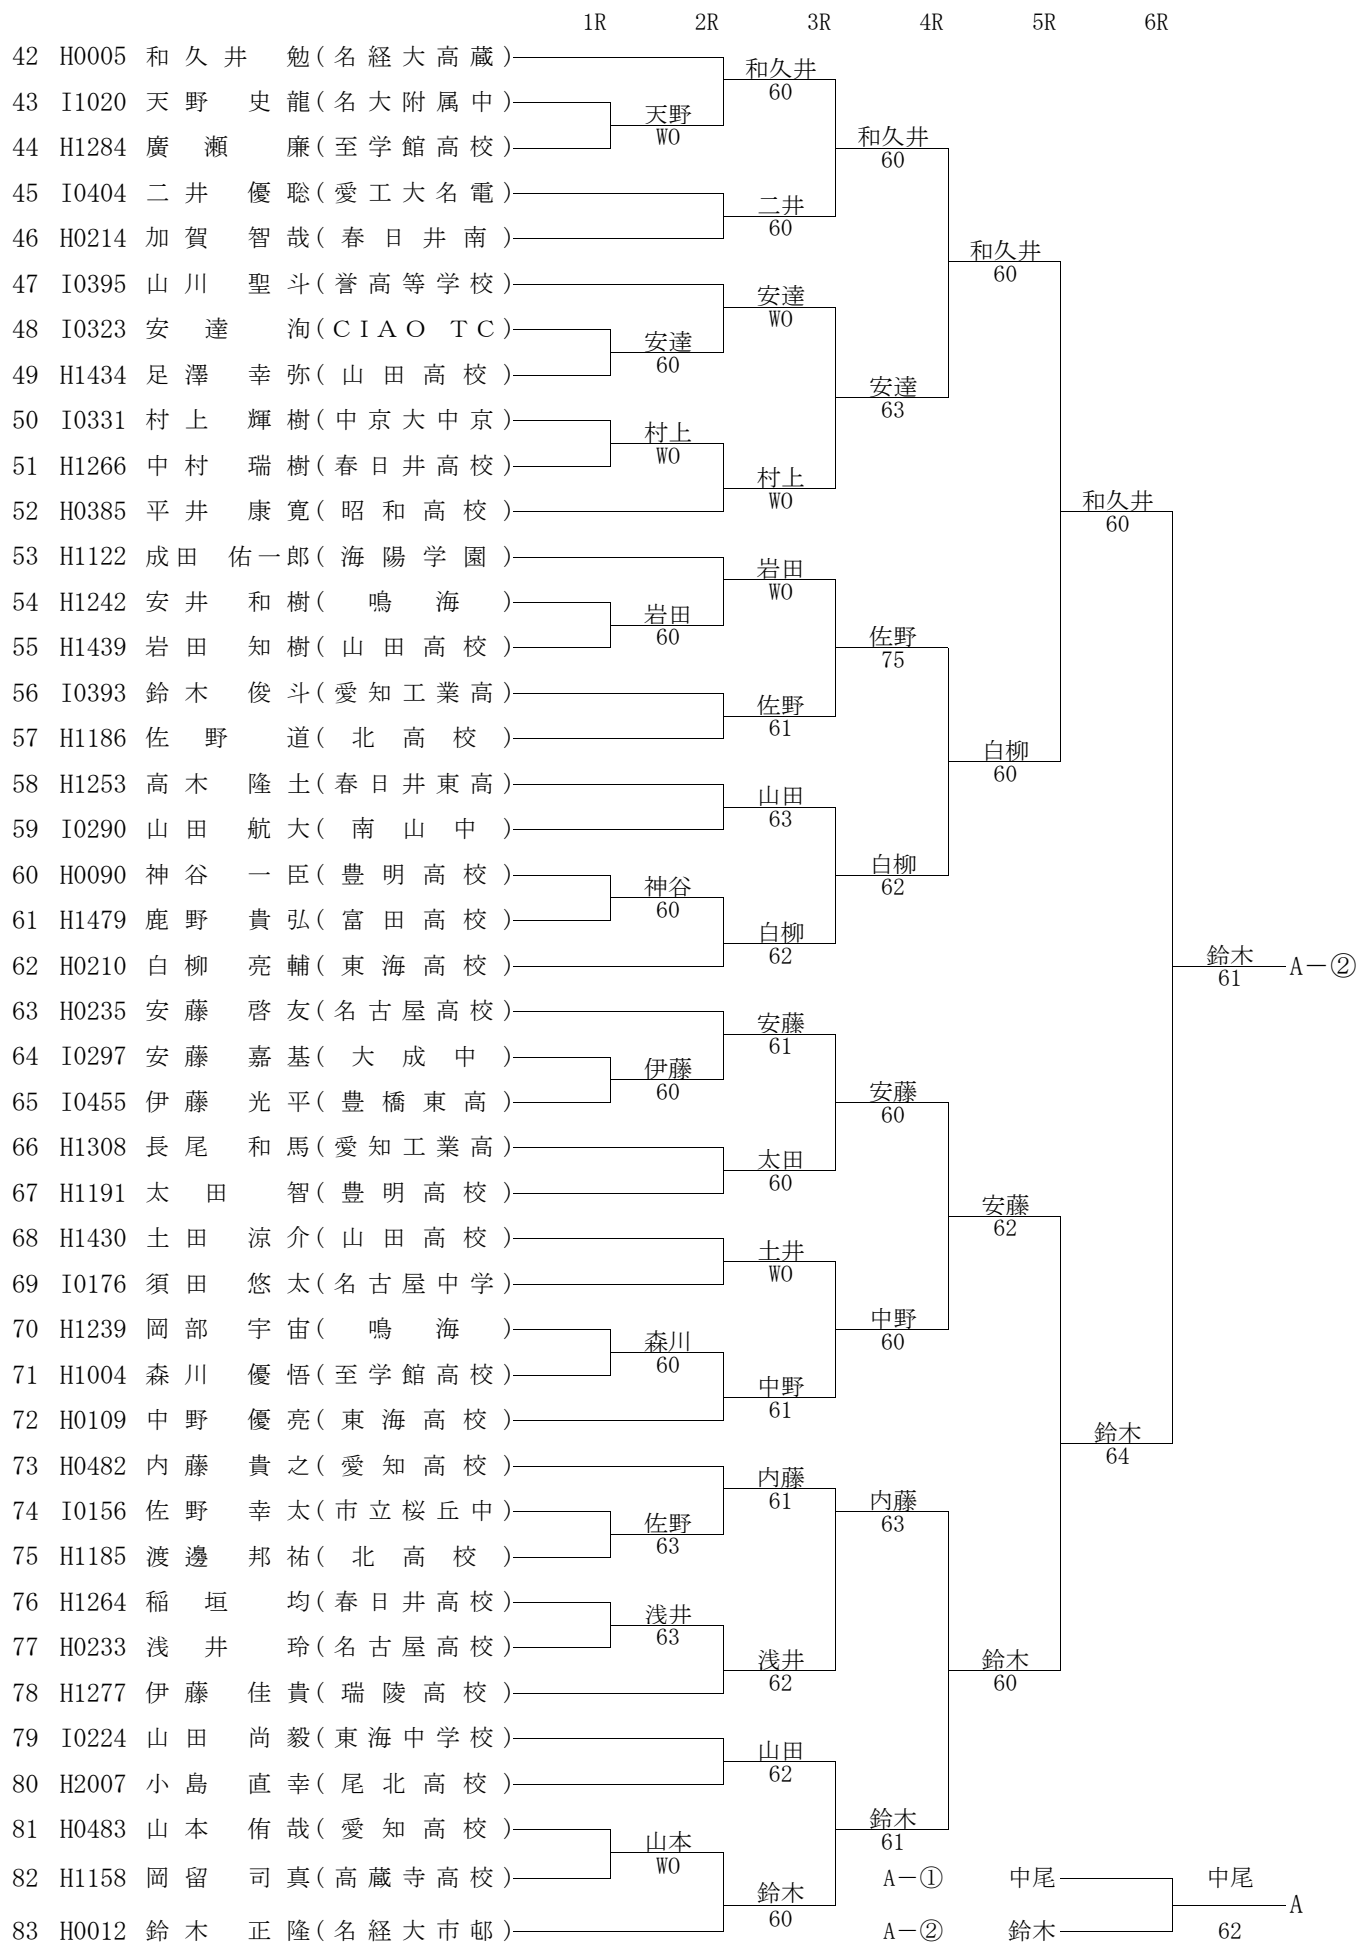 1R 2R 3R 4R 5R 6R
42 H0005 和久井 勉(名経大高蔵)
和久井
60
43 I1020 天野 史龍(名大附属中)
天野
WO
和久井
60
44 H1284 廣瀬 廉(至学館高校)
45 I0404 二井 優聡(愛工大名電)
二井
60
46 H0214 加賀 智哉(春日井南)
和久井
60
47 I0395 山川 聖斗(誉高等学校)
安達
WO
48 I0323 安達 洵(CIAO TC)
安達
60
49 H1434 足澤 幸弥(山田高校)
安達
63
50 I0331 村上 輝樹(中京大中京)
村上
WO
51 H1266 中村 瑞樹(春日井高校)
村上
WO
52 H0385 平井 康寛(昭和高校)
和久井
60
53 H1122 成田 佑一郎(海陽学園)
岩田
WO
54 H1242 安井 和樹(鳴海)
岩田
60
55 H1439 岩田 知樹(山田高校)
佐野
75
56 I0393 鈴木 俊斗(愛知工業高)
佐野
61
57 H1186 佐野 道(北高校)
白柳
60
58 H1253 高木 隆土(春日井東高)
山田
63
59 I0290 山田 航大(南山中)
60 H0090 神谷 一臣(豊明高校)
神谷
60
白柳
62
61 H1479 鹿野 貴弘(富田高校)
白柳
62
62 H0210 白柳 亮輔(東海高校)
鈴木
61
A-②
63 H0235 安藤 啓友(名古屋高校)
安藤
61
64 I0297 安藤 嘉基(大成中)
伊藤
60
65 I0455 伊藤 光平(豊橋東高)
安藤
60
66 H1308 長尾 和馬(愛知工業高)
太田
60
67 H1191 太田 智(豊明高校)
安藤
62
68 H1430 土田 涼介(山田高校)
土井
WO
69 I0176 須田 悠太(名古屋中学)
70 H1239 岡部 宇宙(鳴海)
森川
60
中野
60
71 H1004 森川 優悟(至学館高校)
中野
61
72 H0109 中野 優亮(東海高校)
鈴木
64
73 H0482 内藤 貴之(愛知高校)
内藤
61
74 I0156 佐野 幸太(市立桜丘中)
佐野
63
内藤
63
75 H1185 渡邊 邦祐(北高校)
76 H1264 稲垣 均(春日井高校)
浅井
63
77 H0233 浅井 玲(名古屋高校)
浅井
62
鈴木
60
78 H1277 伊藤 佳貴(瑞陵高校)
79 I0224 山田 尚毅(東海中学校)
山田
62
80 H2007 小島 直幸(尾北高校)
81 H0483 山本 侑哉(愛知高校)
山本
WO
鈴木
61
82 H1158 岡留 司真(高蔵寺高校)
鈴木
60
A-① 中尾 中尾
A
83 H0012 鈴木 正隆(名経大市邨)
A-② 鈴木 62